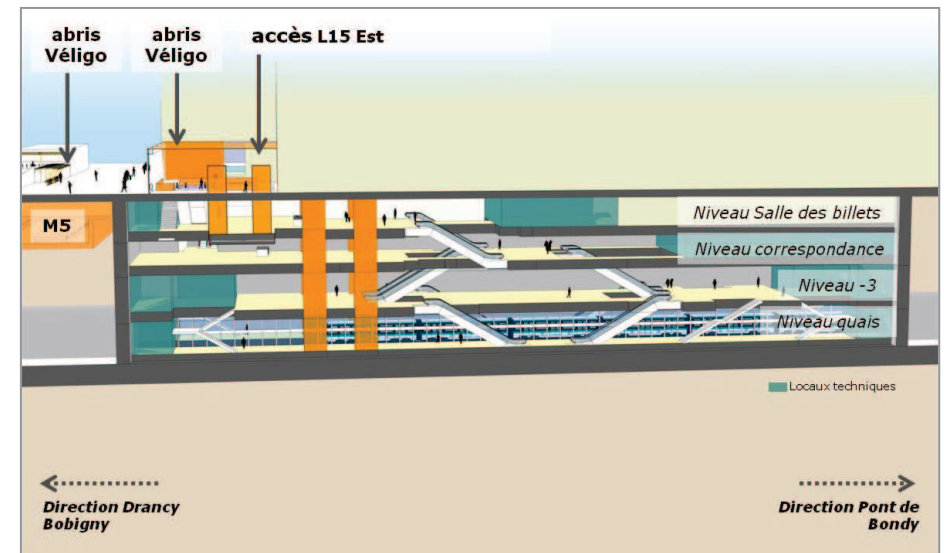 abris
Véligo
abris
Véligo
accès L15 Est
M5
Niveau Salle des billets
Niveau correspondance
Niveau -3
Niveau quais
Locaux techniques
Direction Drancy
Bobigny
Direction Pont de
Bondy